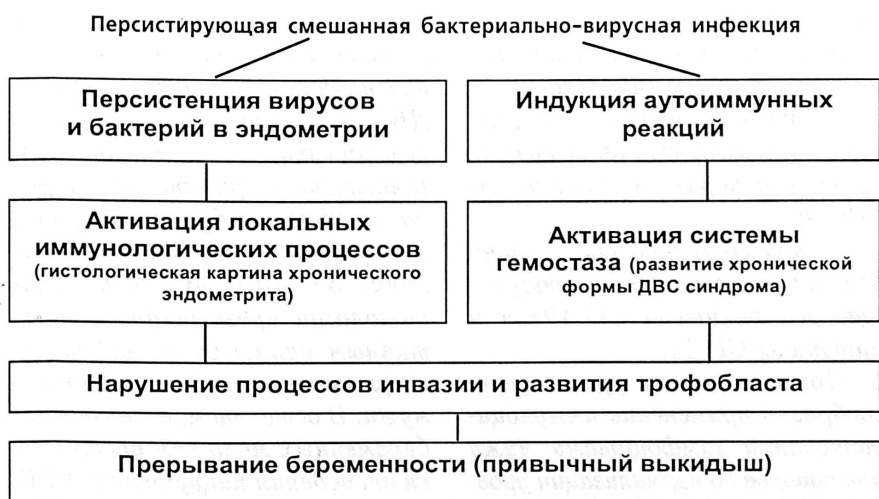 Персистирующая смешанная бактериально-вирусная инфекция
Персистенция вирусов
и бактерий в эндометрии
Индукция аутоиммунных
реакций
Активация локальных
иммунологических процессов
(гистологическая картина хронического
эндометрита)
Активация системы
гемостаза (развитие хронической
формы ДВС синдрома)
Нарушение процессов инвазии и развития трофобласта
Прерывание беременности (привычный выкидыш)